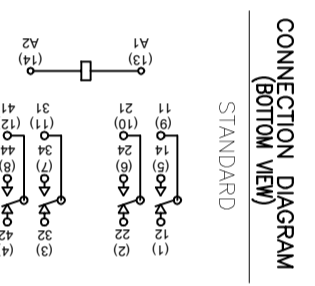 CONNECTION DIAGRAM
(BOTTOM VIEW)
STANDARD
12 22 32 42
(1) (2) (3) (4)
14 24 34 44
(5) (6) (7) (8)
11 21 31 41
(9) (10) (11) (12)
A1 A2
(13) (14)